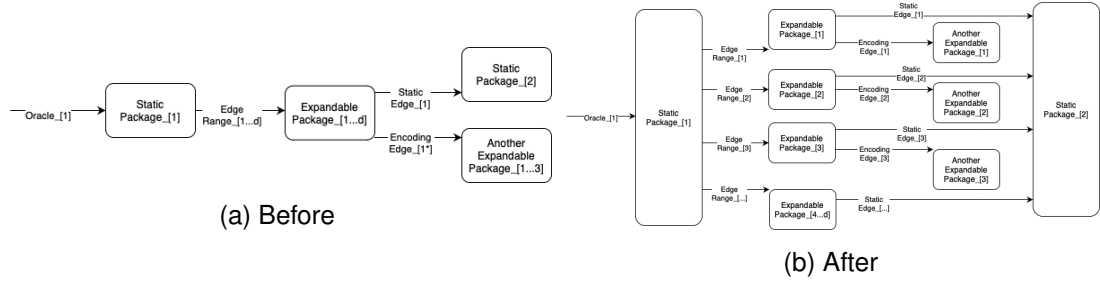 Oracle_[1]
Static
Package_[1]
Edge
Range_[1...d]
Expandable
Package_[1...d]
Static
Edge_[1]
Encoding
Edge_[1*]
Static
Package_[2]
Another
Expandable
Package_[1...3]
(a) Before
Oracle_[1]
Static
Package_[1]
Edge
Range_[1]
Expandable
Package_[1]
Static
Edge_[1]
Encoding
Edge_[1]
Another
Expandable
Package_[1]
Edge
Range_[2]
Expandable
Package_[2]
Static
Edge_[2]
Encoding
Edge_[2]
Another
Expandable
Package_[2]
Edge
Range_[3]
Expandable
Package_[3]
Static
Edge_[3]
Encoding
Edge_[3]
Another
Expandable
Package_[3]
Edge
Range_[...]
Expandable
Package_[4...d]
Static
Edge_[...]
Static
Package_[2]
(b) After